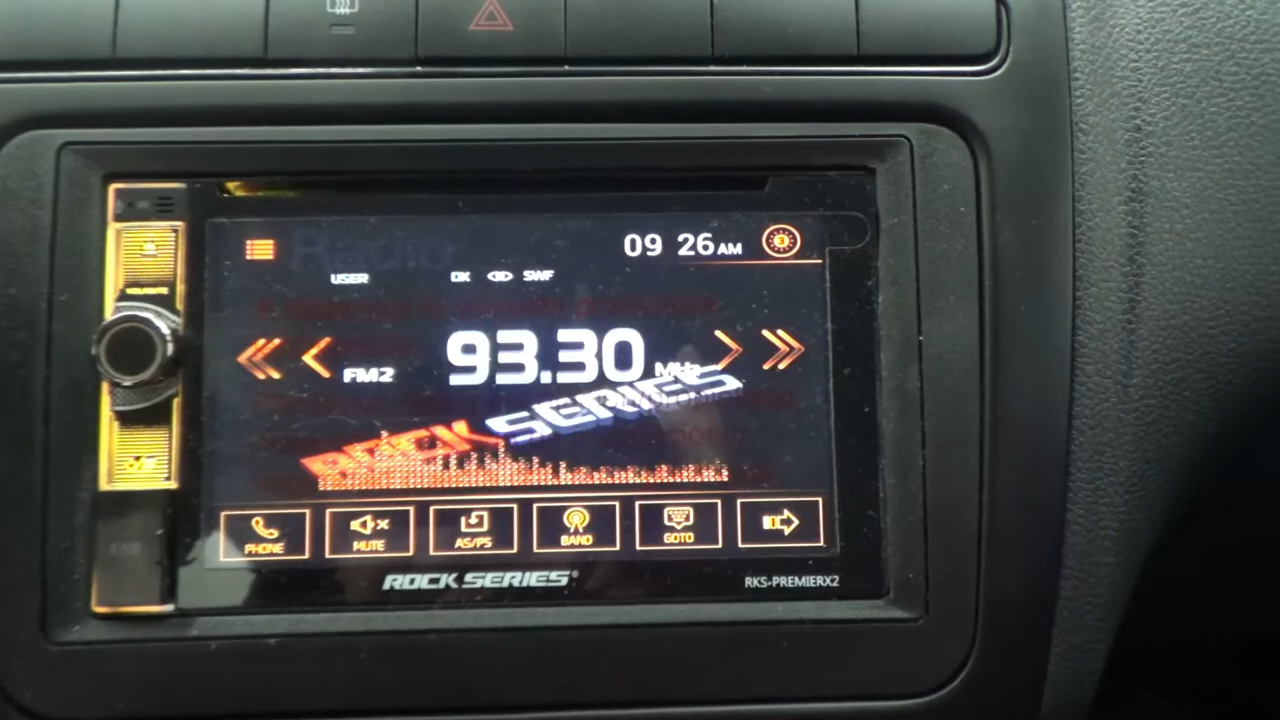 Radio
09 26 AM
USER DX SWF
FM2 93.30 MHz
ROCK SERIES
PHONE MUTE AS/PS BAND GOTO
ROCK SERIES®
RKS-PREMIERX2